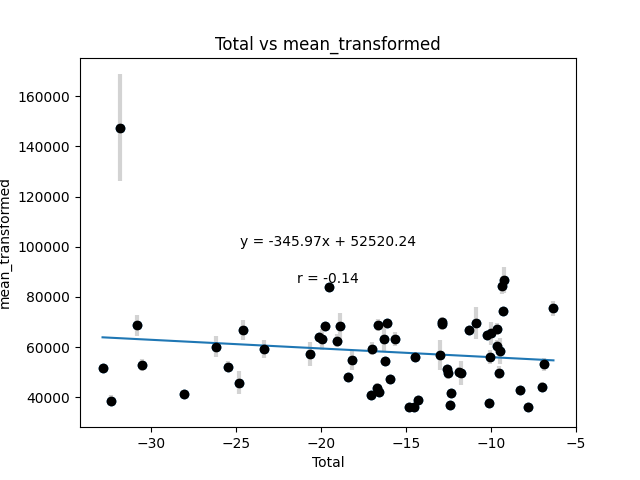 Total vs mean_transformed
mean_transformed
160000
140000
120000
100000
80000
60000
40000
y = -345.97x + 52520.24
r = -0.14
−30
−25
−20
−15
−10
−5
Total